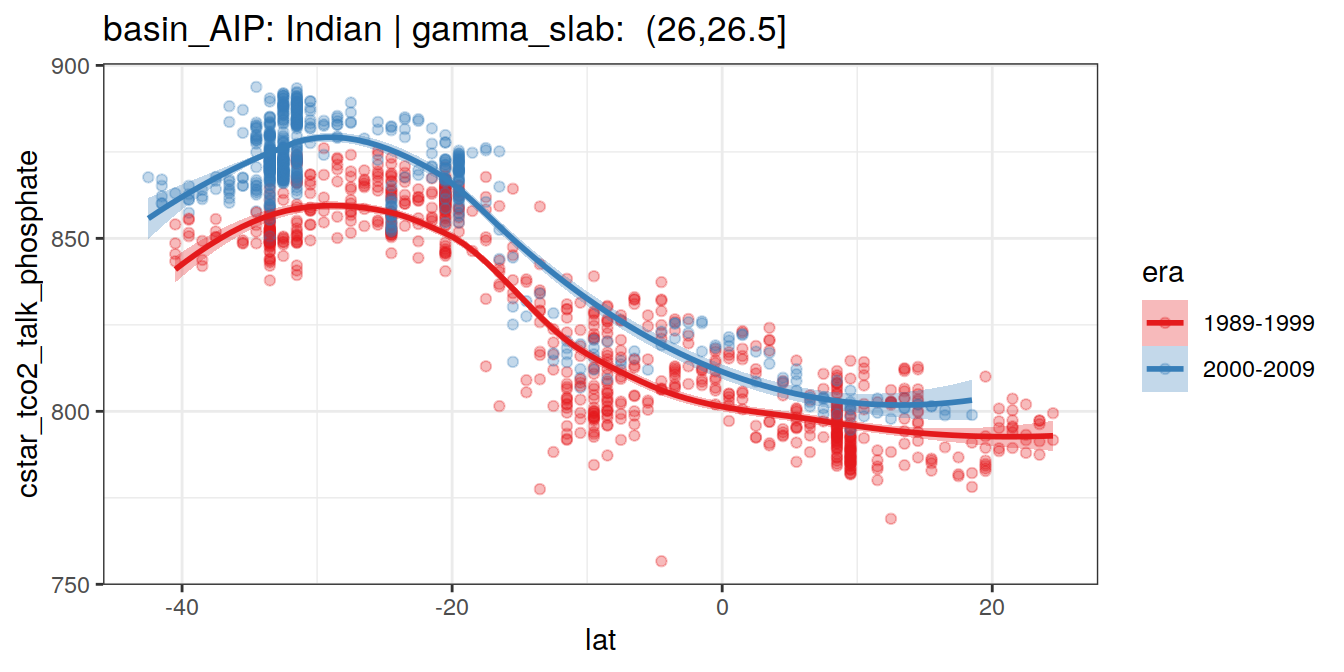 basin_AIP: Indian | gamma_slab:  (26,26.5]
cstar_tco2_talk_phosphate
900
850
800
750
-40
-20
0
20
lat
era
1989-1999
2000-2009